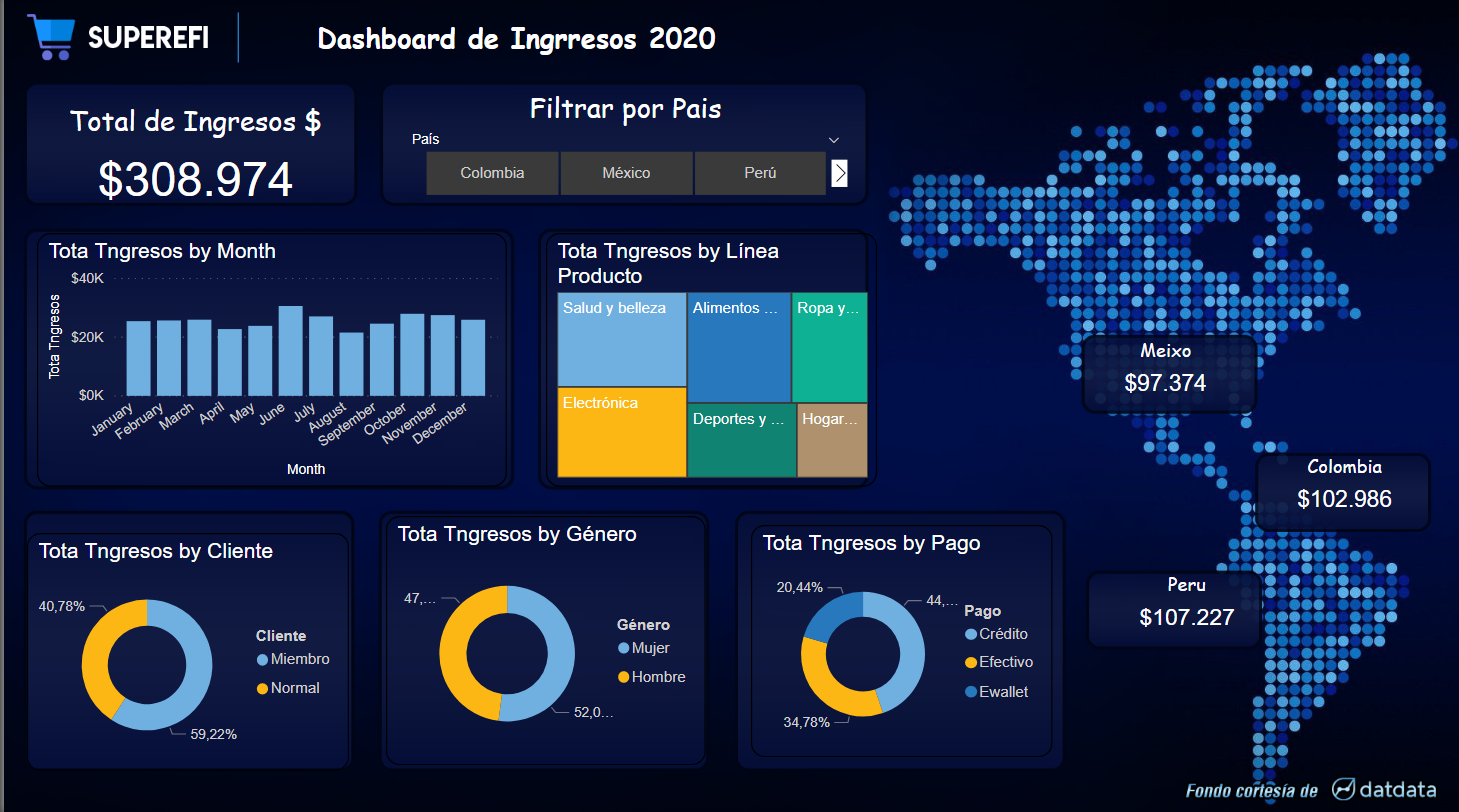 SUPEREFI
Dashboard de Ingrresos 2020
Total de Ingresos $
$308.974
Filtrar por Pais
País
Colombia
México
Perú
Tota Tngresos by Month
Tota Tngresos
$40K
$20K
$0K
January
February
March
April
May
June
July
August
September
October
November
December
Month
Tota Tngresos by Línea
Producto
Salud y belleza
Alimentos ...
Ropa y...
Electrónica
Deportes y ...
Hogar...
Meixo
$97.374
Colombia
$102.986
Peru
$107.227
Tota Tngresos by Cliente
40,78%
59,22%
Cliente
Miembro
Normal
Tota Tngresos by Género
47,...
52,0...
Género
Mujer
Hombre
Tota Tngresos by Pago
20,44%
44,...
34,78%
Pago
Crédito
Efectivo
Ewallet
Fondo cortesía de datdata